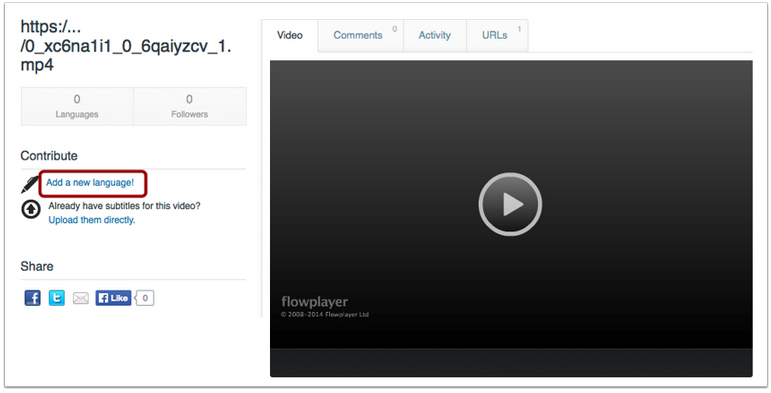 https:/...
/0_xc6na1i1_0_6qaiyzcv_1.
mp4
0
Languages
0
Followers
Contribute
Add a new language!
Already have subtitles for this video?
Upload them directly.
Share
Like
0
Video
Comments 0
Activity
URLs 1
flowplayer
© 2008-2014 Flowplayer Ltd